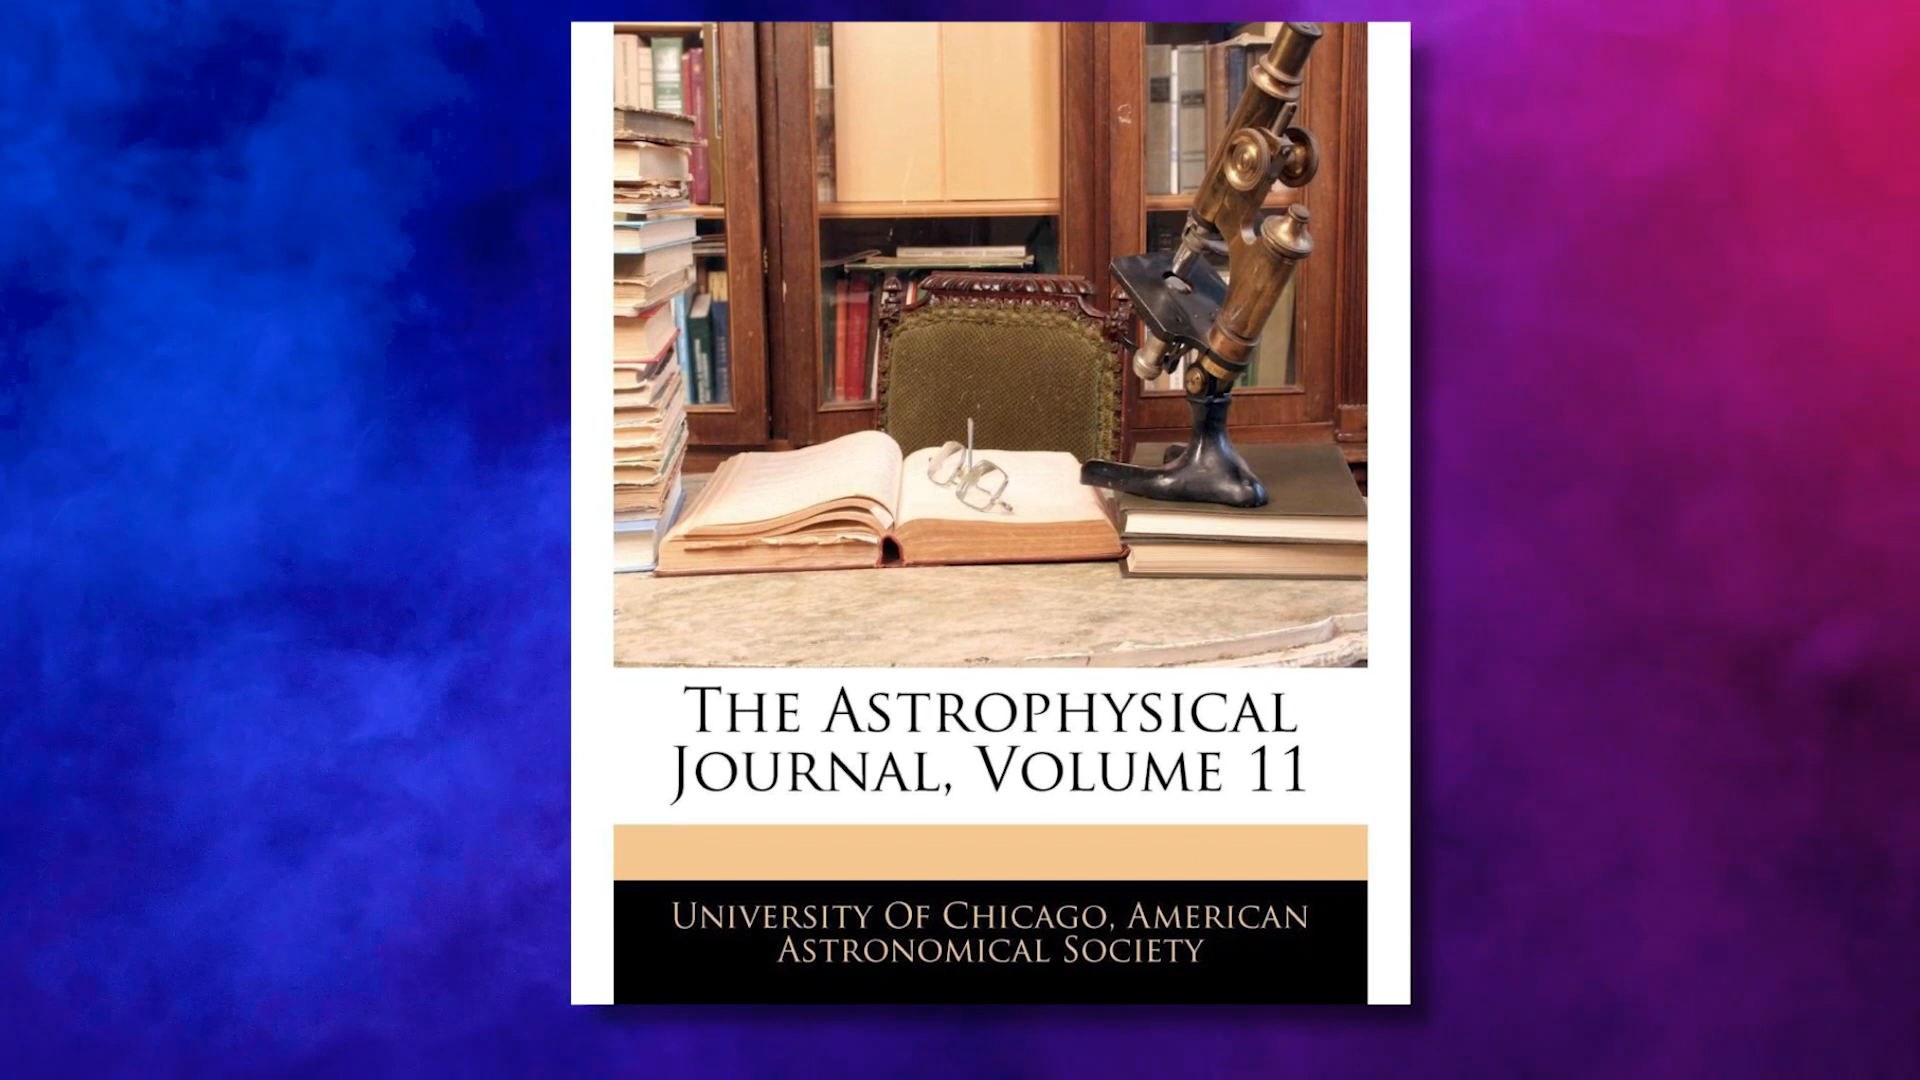 The Astrophysical
Journal, Volume 11
University Of Chicago, American
Astronomical Society